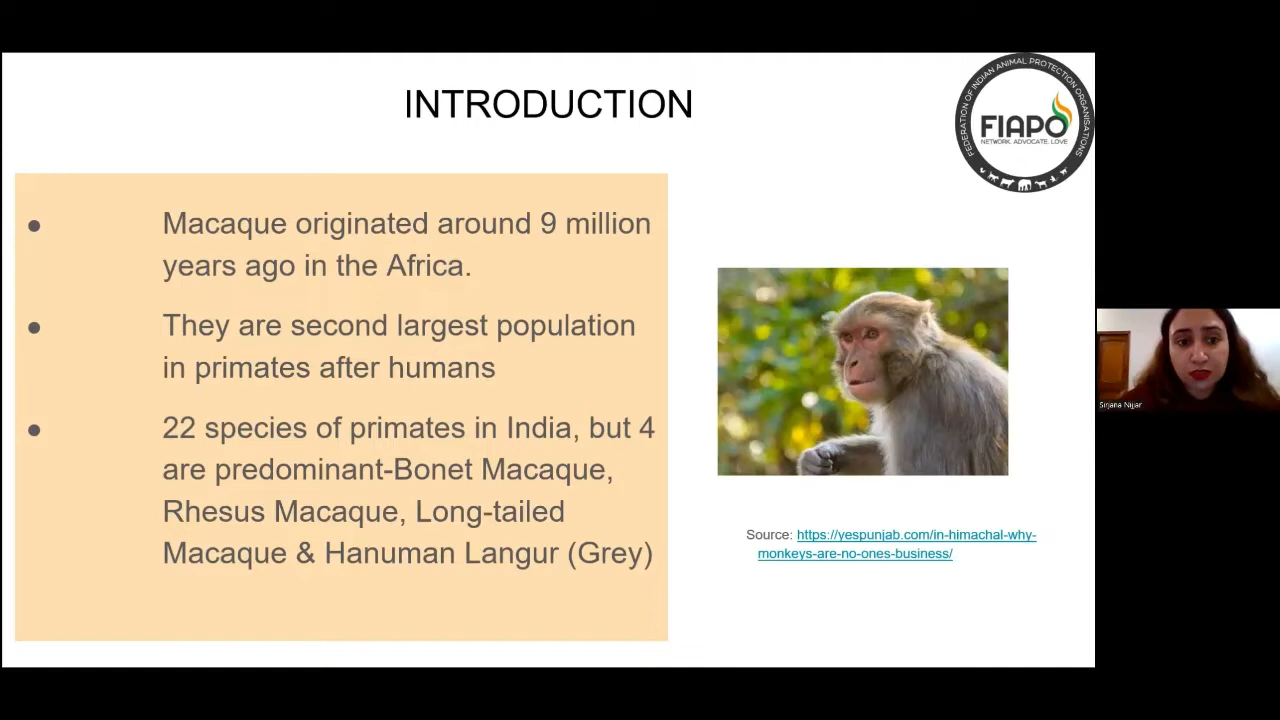 INTRODUCTION
FEDERATION OF INDIAN ANIMAL PROTECTION ORGANISATIONS
FIAPO
NETWORK. ADVOCATE. LOVE
● Macaque originated around 9 million
years ago in the Africa.
● They are second largest population
in primates after humans
● 22 species of primates in India, but 4
are predominant-Bonet Macaque,
Rhesus Macaque, Long-tailed
Macaque & Hanuman Langur (Grey)
Source: https://yespunjab.com/in-himachal-why-
monkeys-are-no-ones-business/
Sirjana Nijjar